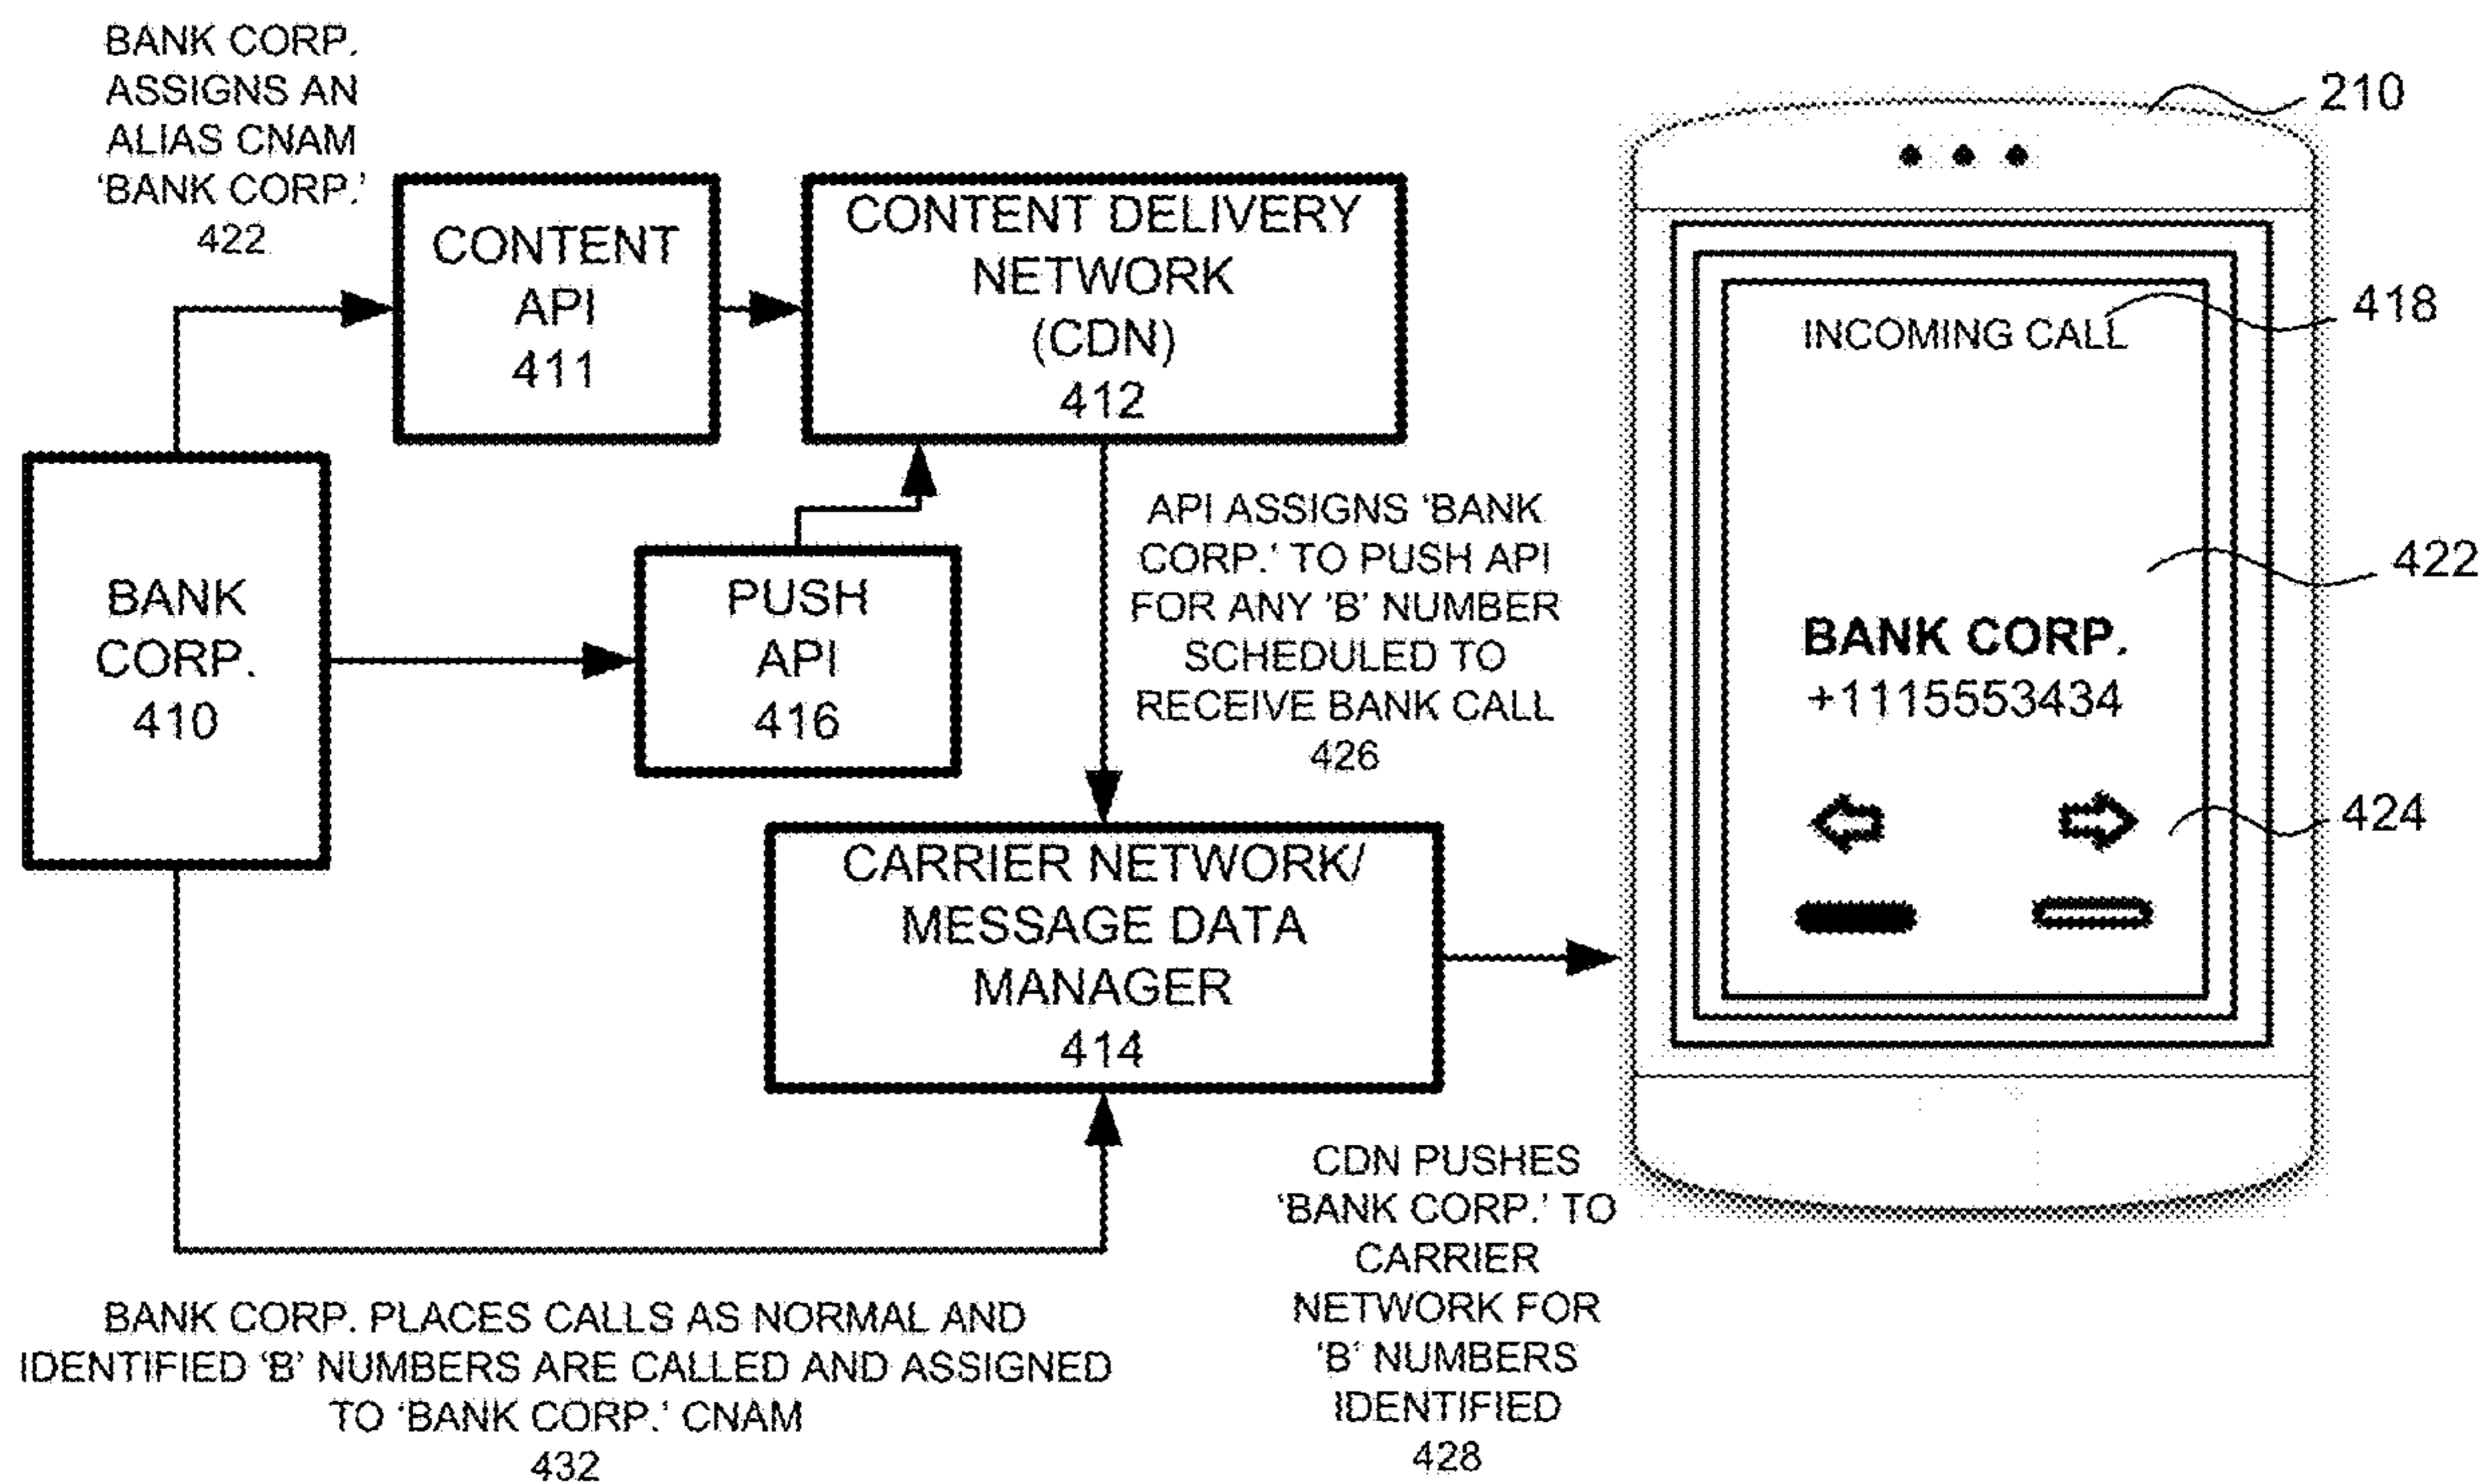 BANK CORP.
ASSIGNS AN
ALIAS CNAM
‘BANK CORP.’
422
CONTENT
API
411
CONTENT DELIVERY
NETWORK
(CDN)
412
BANK
CORP.
410
PUSH
API
416
API ASSIGNS ‘BANK
CORP.’ TO PUSH API
FOR ANY ‘B’ NUMBER
SCHEDULED TO
RECEIVE BANK CALL
426
CARRIER NETWORK/
MESSAGE DATA
MANAGER
414
BANK CORP. PLACES CALLS AS NORMAL AND
IDENTIFIED ‘B’ NUMBERS ARE CALLED AND ASSIGNED
TO ‘BANK CORP.’ CNAM
432
CDN PUSHES
‘BANK CORP.’ TO
CARRIER
NETWORK FOR
‘B’ NUMBERS
IDENTIFIED
428
210
INCOMING CALL
418
422
BANK CORP.
+1115553434
424